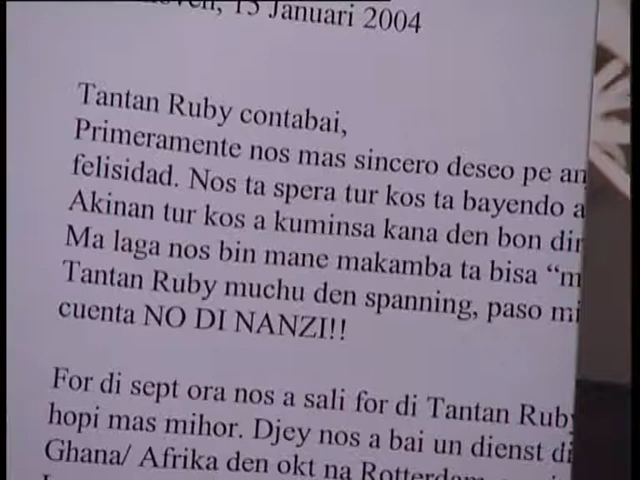 15 Januari 2004
Tantan Ruby contabai,
Primeramente nos mas sincero deseo pe an
felisidad. Nos ta spera tur kos ta bayendo a
Akinan tur kos a kuminsa kana den bon dir
Ma laga nos bin mane makamba ta bisa “m
Tantan Ruby muchu den spanning, paso mi
cuenta NO DI NANZI!!
For di sept ora nos a sali for di Tantan Ruby
hopi mas mihor. Djey nos a bai un dienst di
Ghana/ Afrika den okt na Rotterdam